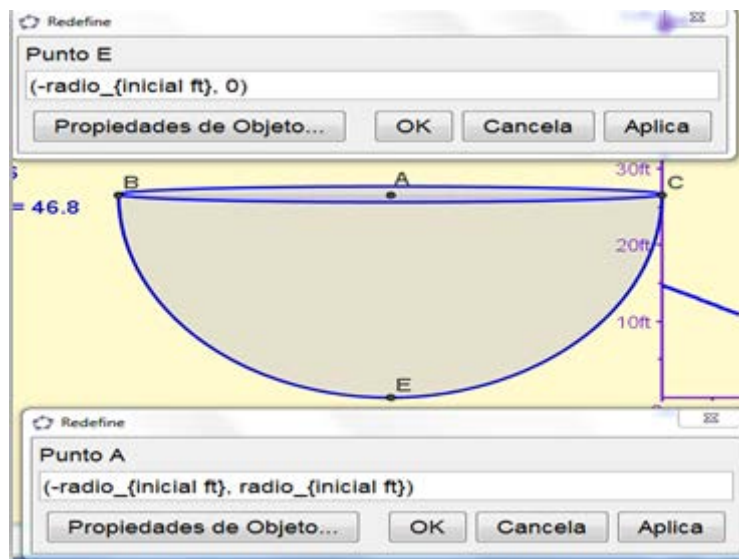 Redefine
Punto E
(-radio_{inicial ft}, 0)
Propiedades de Objeto... OK Cancela Aplica
30ft
B A C
= 46.8
20ft
10ft
E
Redefine
Punto A
(-radio_{inicial ft}, radio_{inicial ft})
Propiedades de Objeto... OK Cancela Aplica